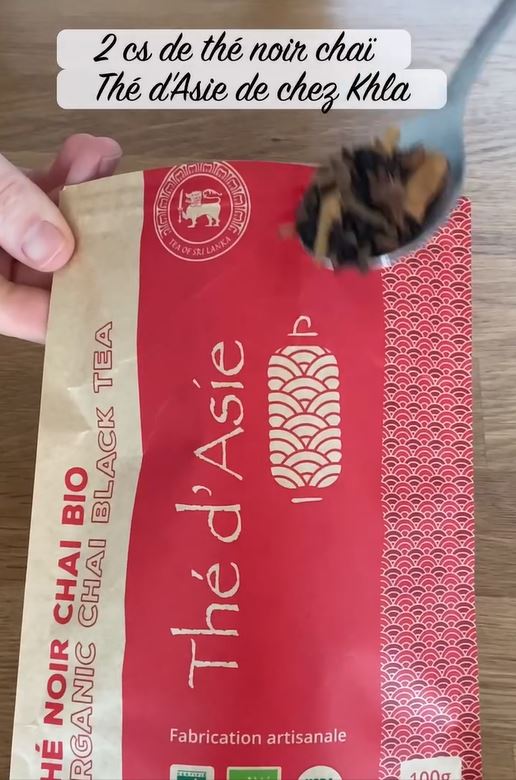 2 cs de thé noir chaï
Thé d'Asie de chez Khla
TEA OF SRI LANKA
Thé d'Asie
HÉ NOIR CHAI BIO
RGANIC CHAI BLACK TEA
Fabrication artisanale
100g